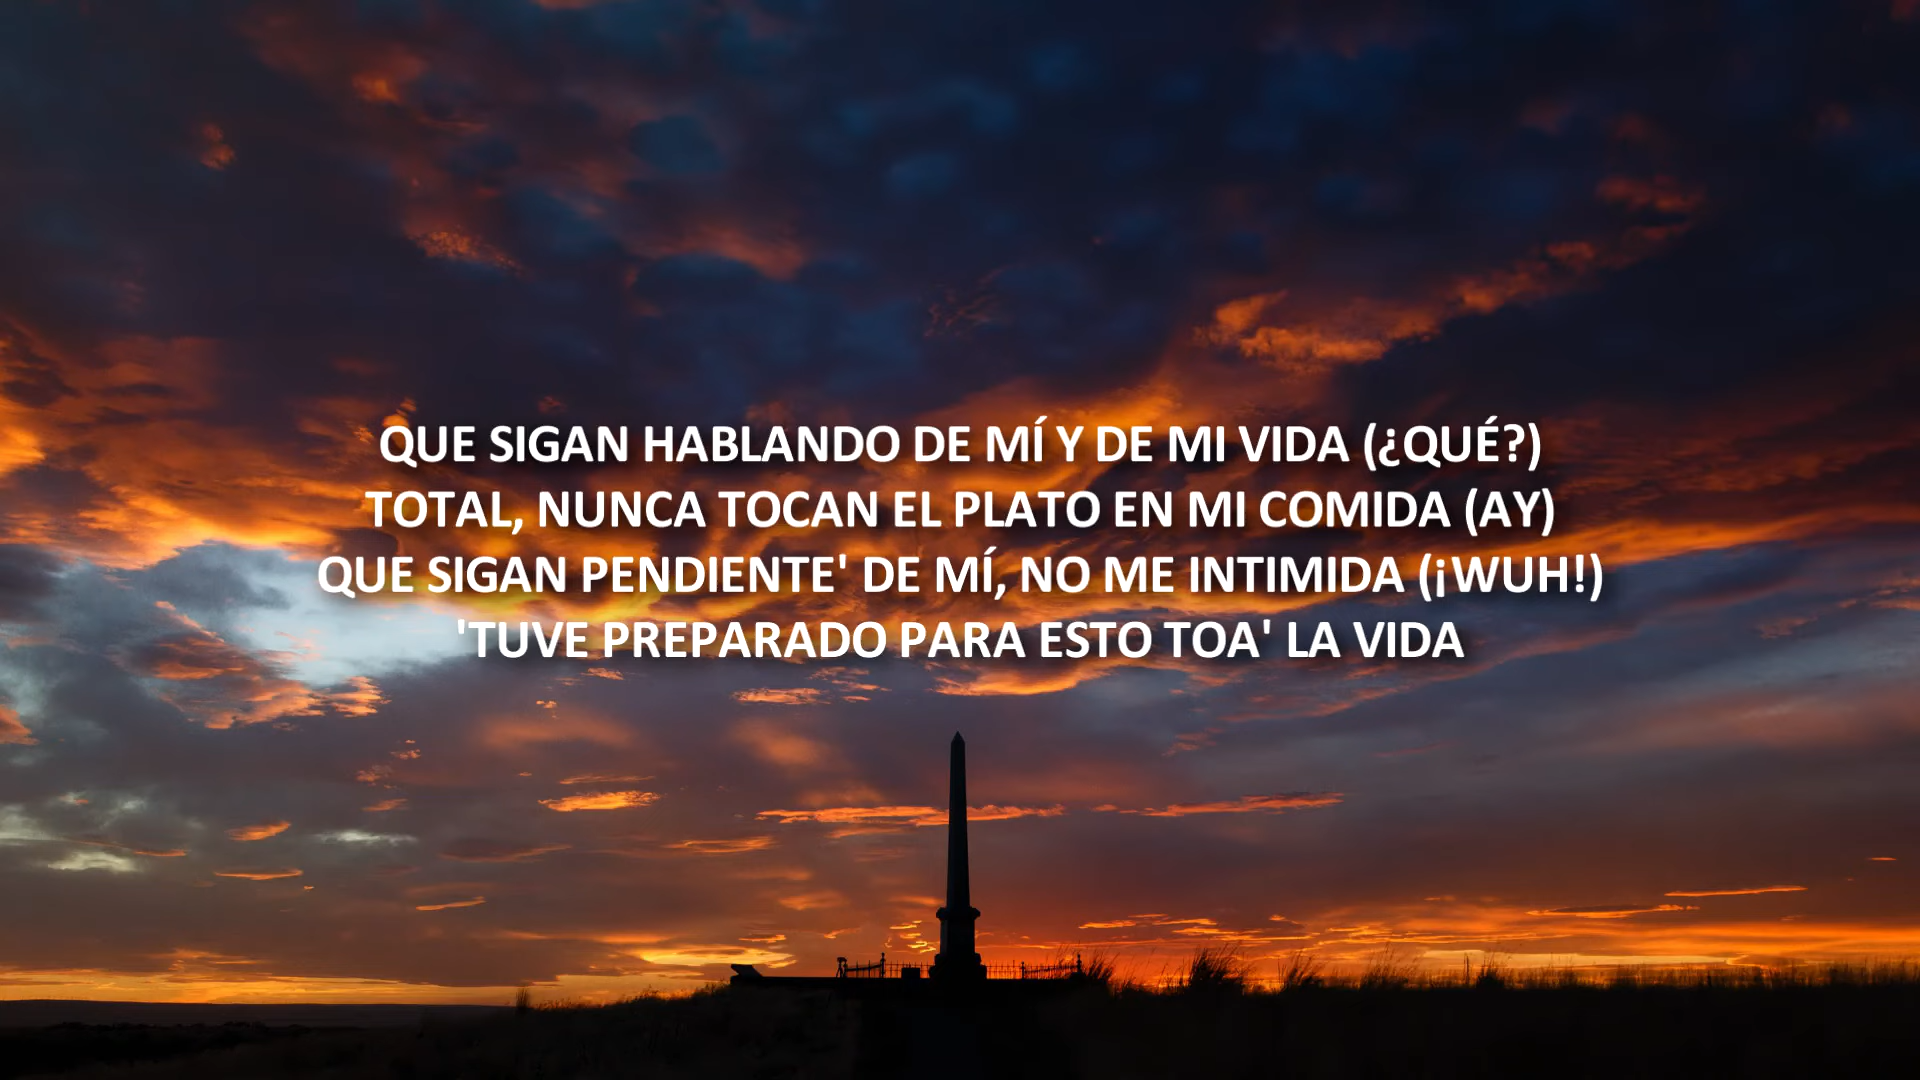 QUE SIGAN HABLANDO DE MÍ Y DE MI VIDA (¿QUÉ?)
TOTAL, NUNCA TOCAN EL PLATO EN MI COMIDA (AY)
QUE SIGAN PENDIENTE' DE MÍ, NO ME INTIMIDA (¡WUH!)
'TUVE PREPARADO PARA ESTO TOA' LA VIDA